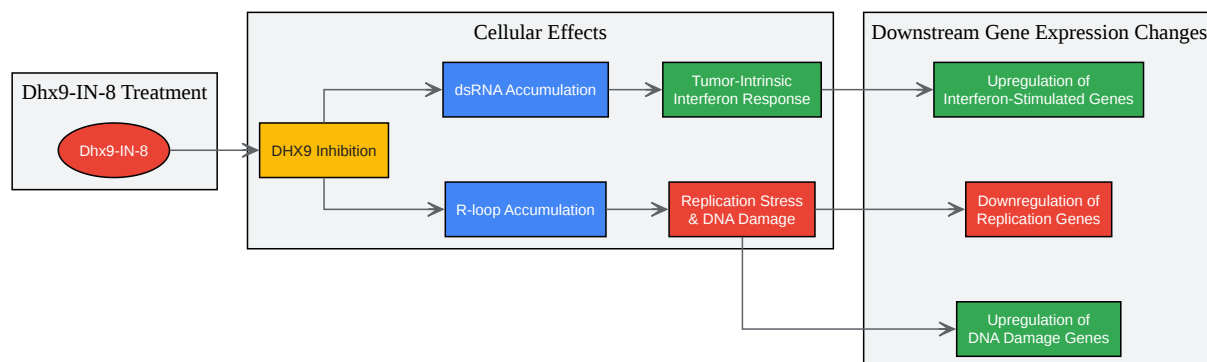 Dhx9-IN-8 Treatment
Dhx9-IN-8
Cellular Effects
DHX9 Inhibition
dsRNA Accumulation
Tumor-Intrinsic
Interferon Response
R-loop Accumulation
Replication Stress
& DNA Damage
Downstream Gene Expression Changes
Upregulation of
Interferon-Stimulated Genes
Downregulation of
Replication Genes
Upregulation of
DNA Damage Genes